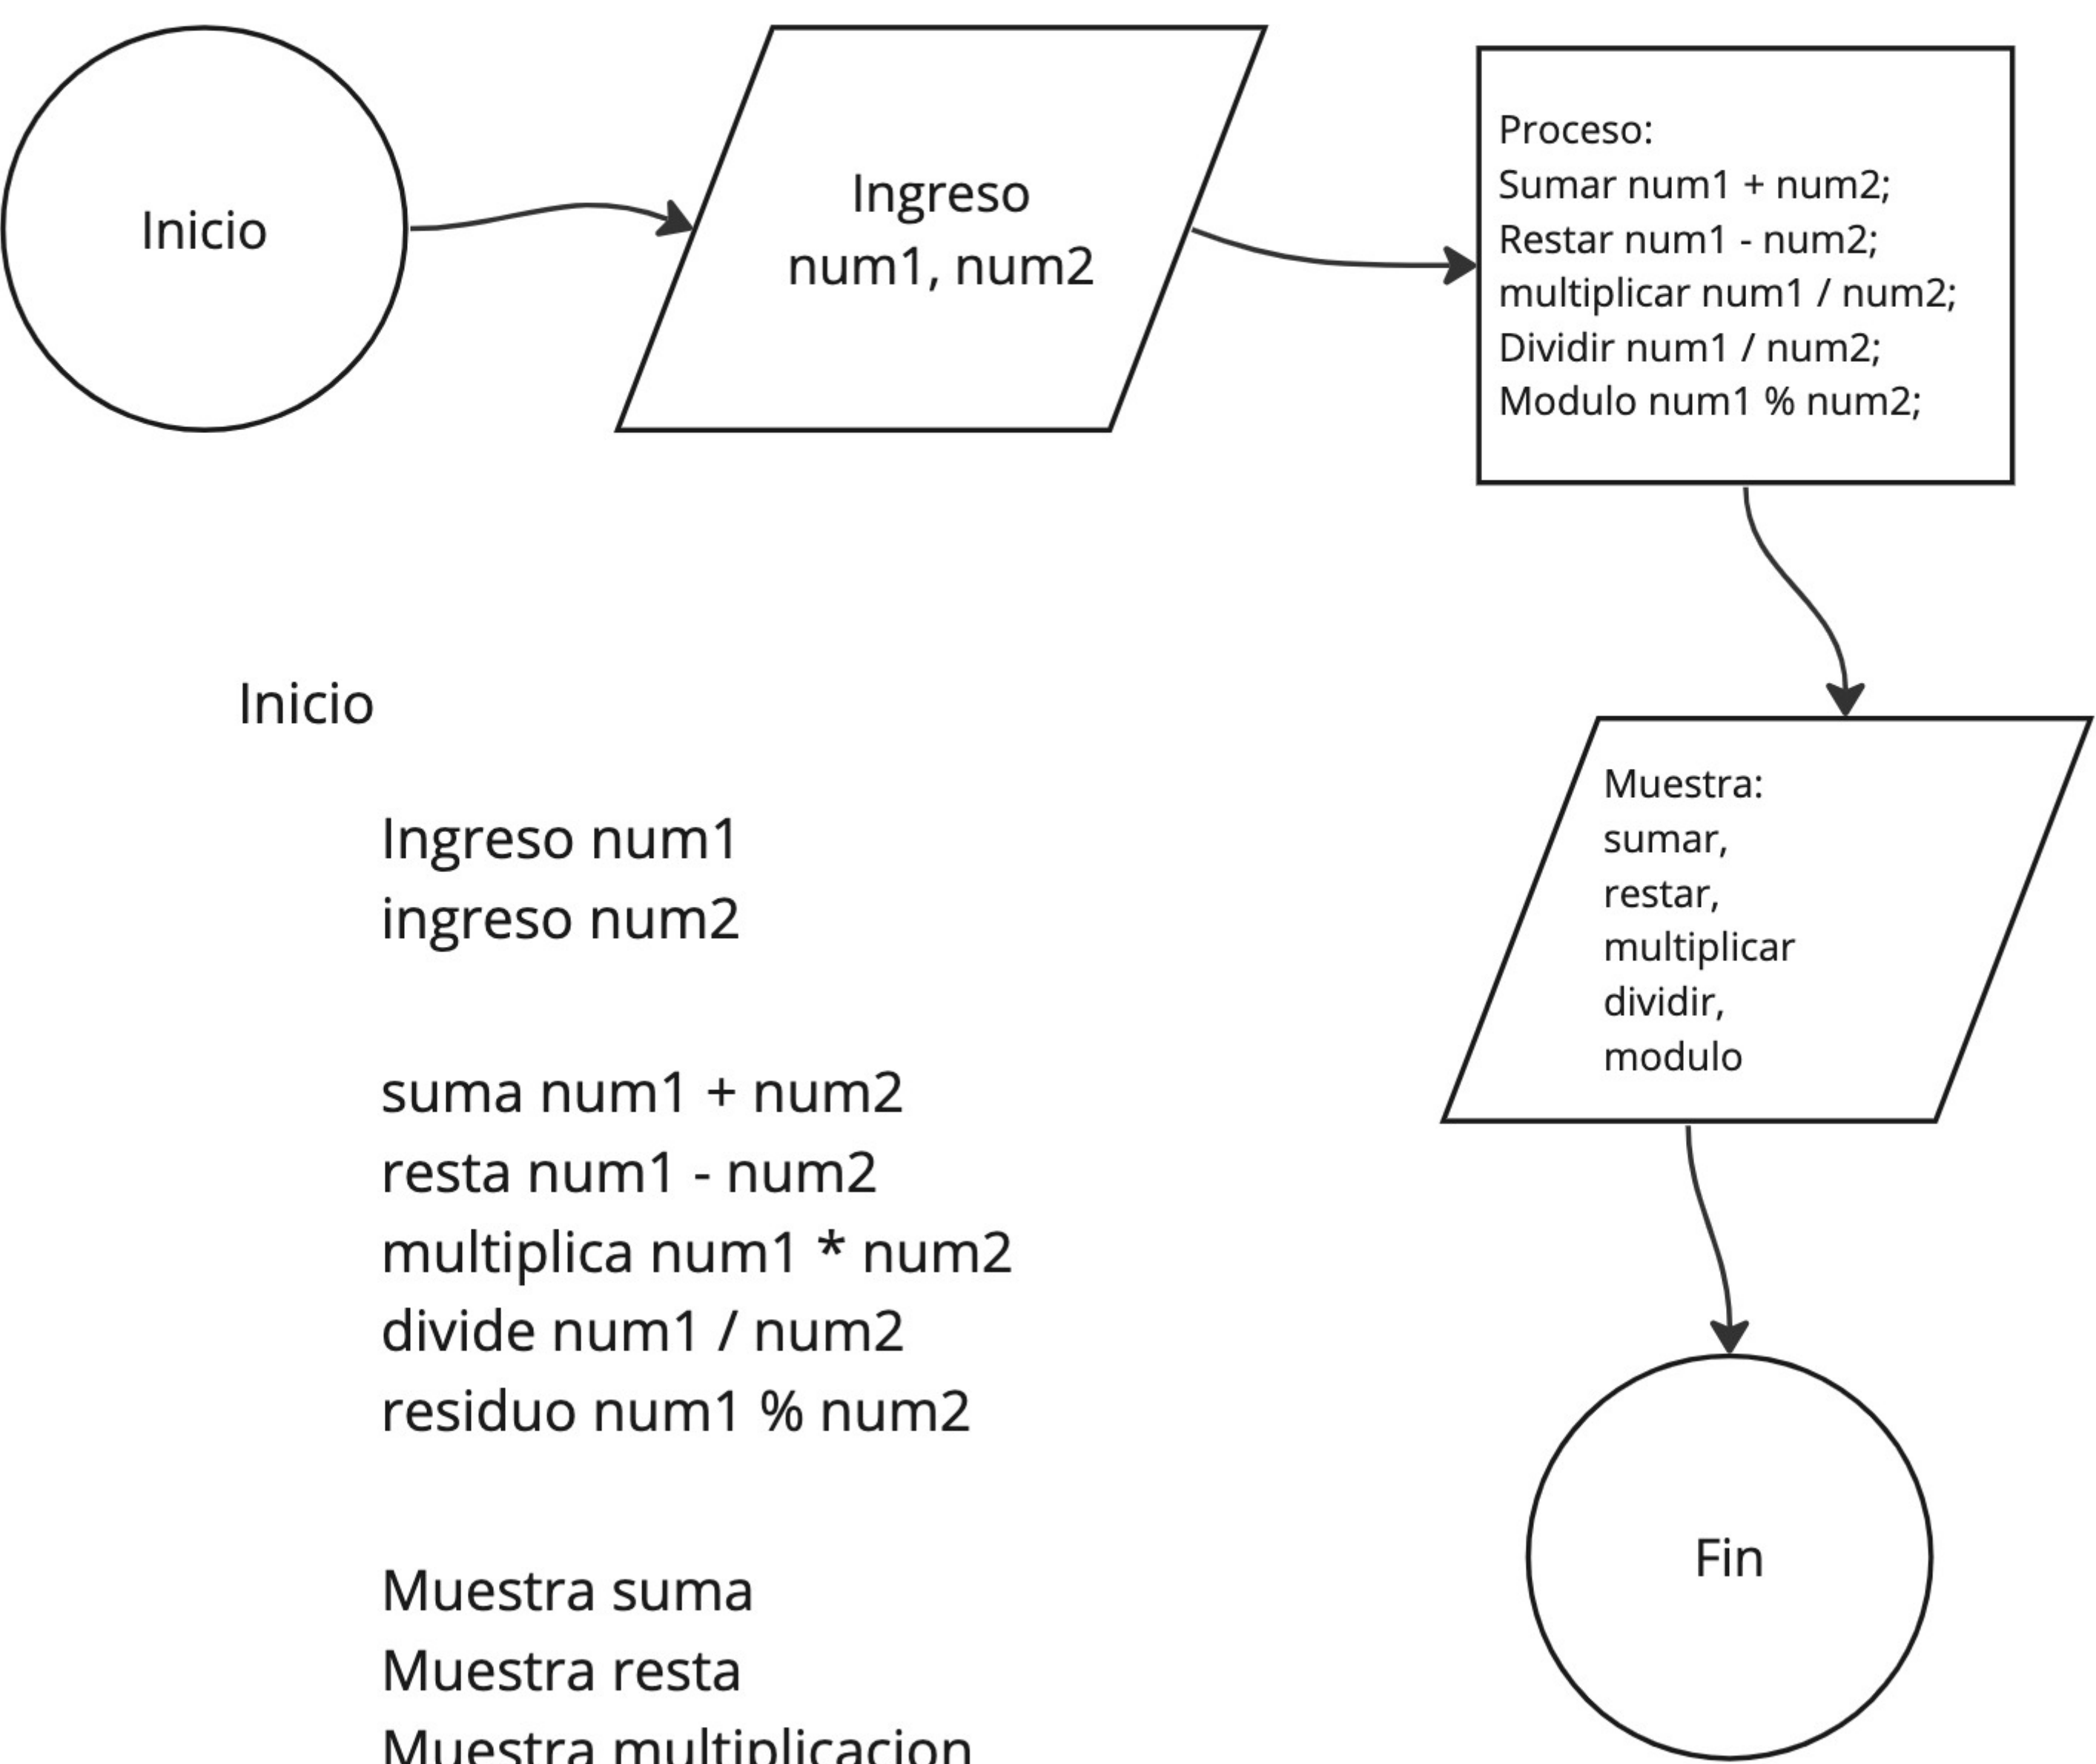 Inicio
Ingreso
num1, num2
Proceso:
Sumar num1 + num2;
Restar num1 - num2;
multiplicar num1 / num2;
Dividir num1 / num2;
Modulo num1 % num2;
Muestra:
sumar,
restar,
multiplicar
dividir,
modulo
Fin
Inicio
Ingreso num1
ingreso num2
suma num1 + num2
resta num1 - num2
multiplica num1 * num2
divide num1 / num2
residuo num1 % num2
Muestra suma
Muestra resta
Muestra multiplicacion